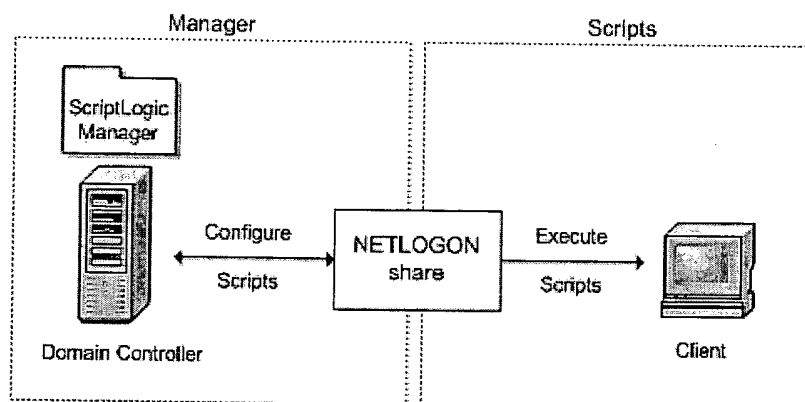 Manager
Scripts
ScriptLogic
Manager
Configure
Scripts
NETLOGON
share
Execute
Scripts
Domain Controller
Client